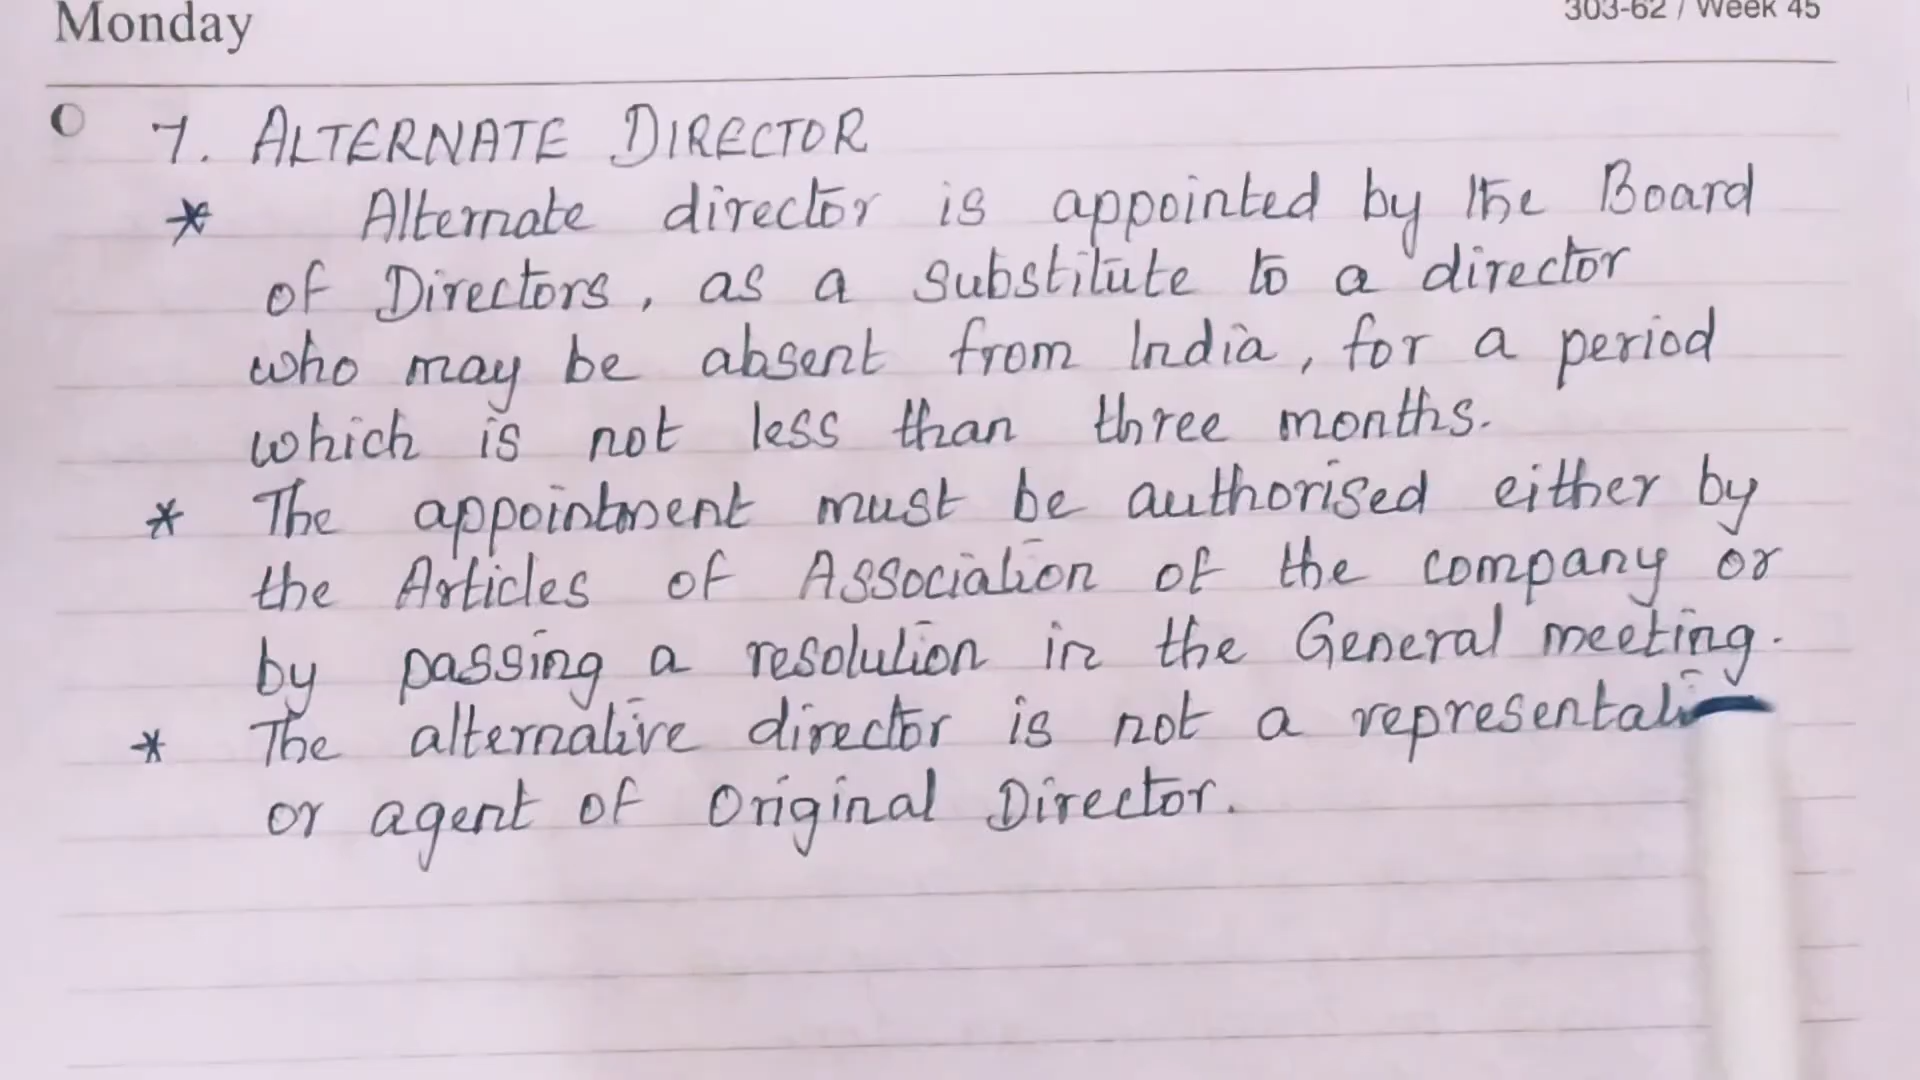 Monday
303-62 / Week 45
7. ALTERNATE DIRECTOR
* Alternate director is appointed by the Board
of Directors, as a substitute to a director
who may be absent from India, for a period
which is not less than three months.
* The appointment must be authorised either by
the Articles of Association of the company or
by passing a resolution in the General meeting.
* The alternative director is not a representati
or agent of Original Director.